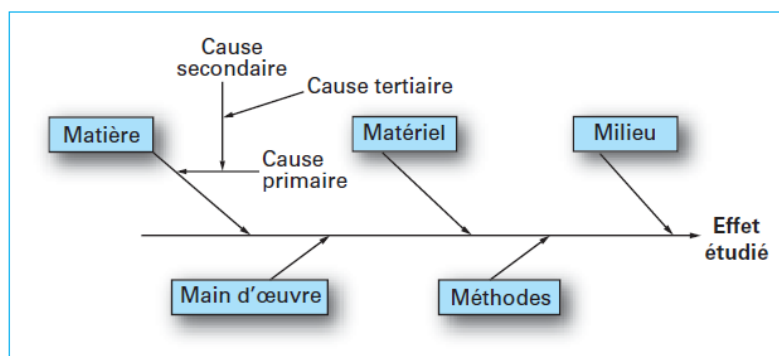 Cause
secondaire
Cause tertiaire
Matière
Matériel
Milieu
Cause
primaire
Effet
étudié
Main d'œuvre
Méthodes